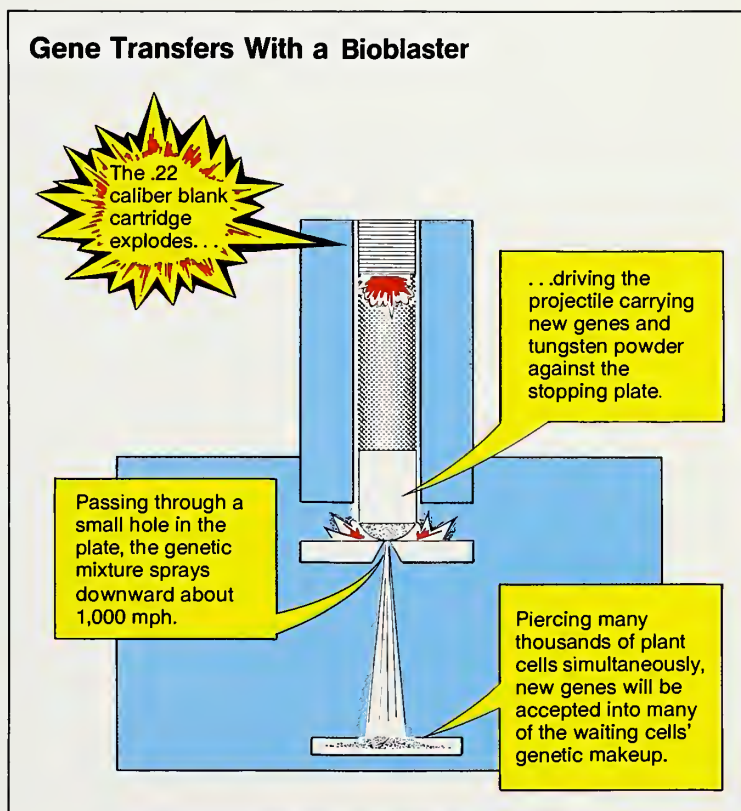 Gene Transfers With a Bioblaster
The .22
caliber blank
cartridge
explodes. . .
. . .driving the
projectile carrying
new genes and
tungsten powder
against the
stopping plate.
Passing through a
small hole in the
plate, the genetic
mixture sprays
downward about
1,000 mph.
Piercing many
thousands of plant
cells simultaneously,
new genes will be
accepted into many
of the waiting cells'
genetic makeup.